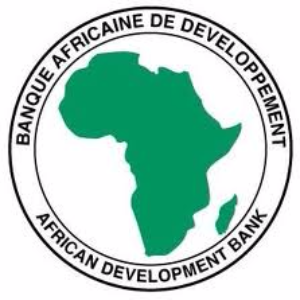 BANQUE AFRICAINE DE DEVELOPPEMENT
AFRICAN DEVELOPMENT BANK